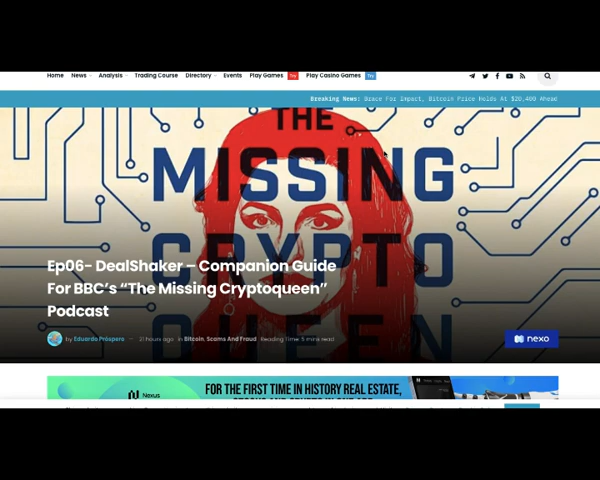 Home News Analysis Trading Course Directory Events Play Games Try Play Casino Games Try
Breaking News: Brace For Impact, Bitcoin Price Holds At $20,400 Ahead
THE
MISSING
CRYPTO
QUEEN
Ep06- DealShaker – Companion Guide
For BBC's “The Missing Cryptoqueen”
Podcast
by Eduardo Próspero — 21 hours ago in Bitcoin, Scams And Fraud Reading Time: 5 mins read
nexo
Nexus
FOR THE FIRST TIME IN HISTORY REAL ESTATE,